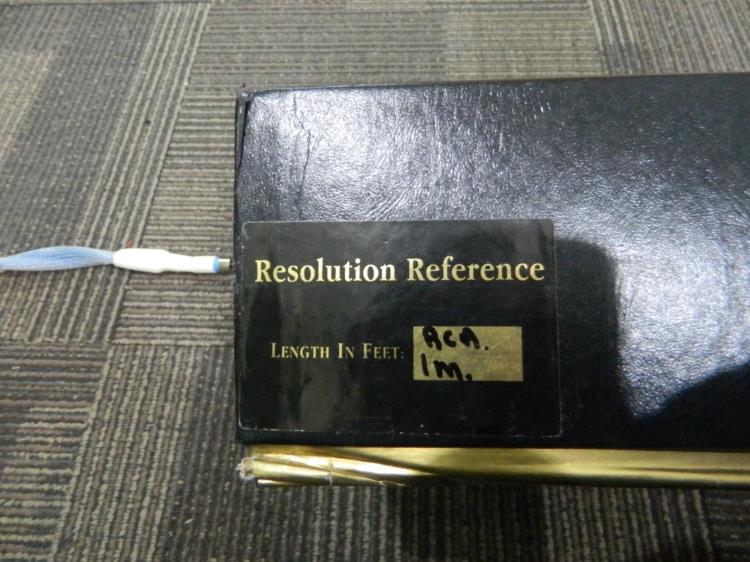 Resolution Reference
LENGTH IN FEET: RCA.
1m.